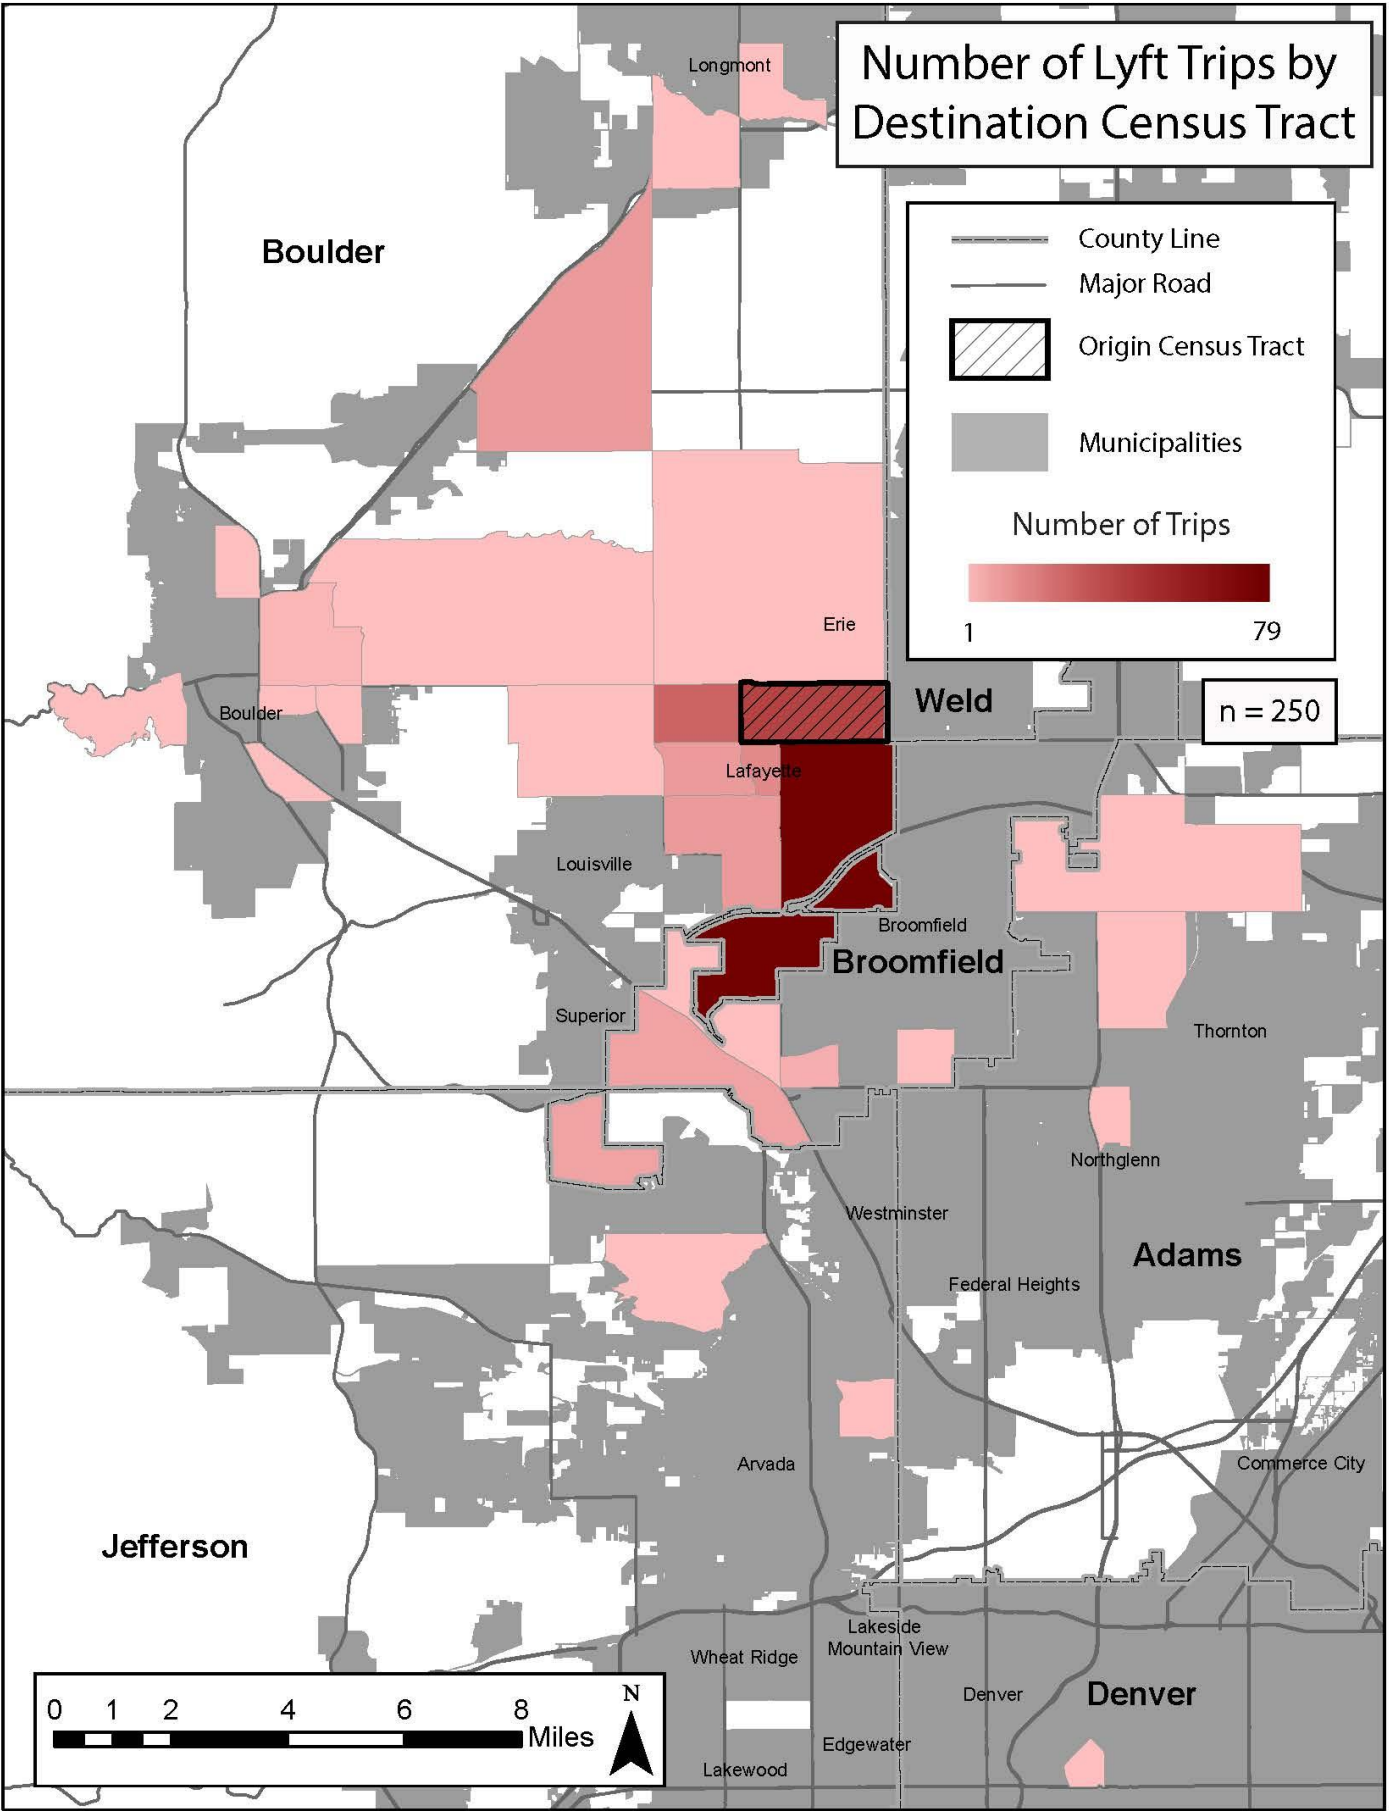 Number of Lyft Trips by
Destination Census Tract
Longmont
County Line
Major Road
Origin Census Tract
Municipalities
Number of Trips
1
79
Boulder
Erie
Weld
n = 250
Boulder
Lafayette
Louisville
Broomfield
Broomfield
Superior
Thornton
Northglenn
Westminster
Adams
Federal Heights
Arvada
Commerce City
Jefferson
Lakeside
Mountain View
Wheat Ridge
Denver
Denver
Edgewater
Lakewood
0 1 2 4 6 8
Miles
N